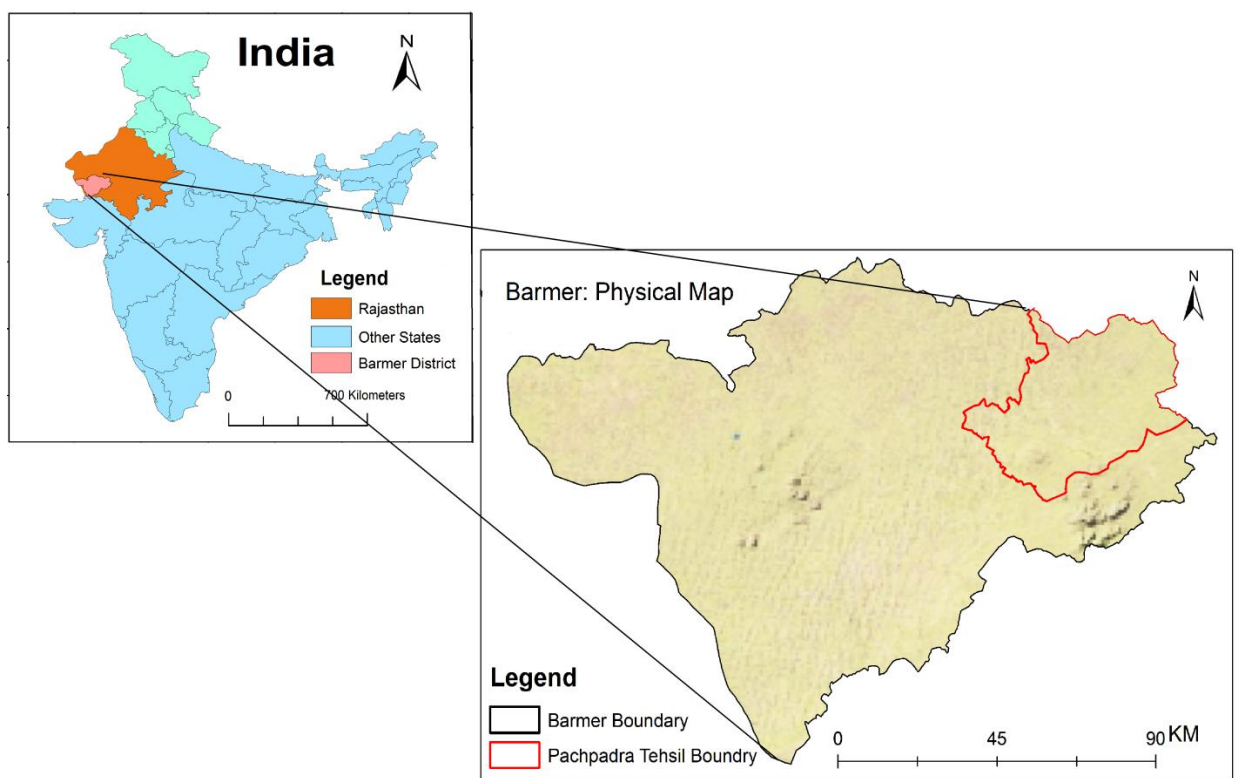 India
N
Legend
Rajasthan
Other States
Barmer District
0 700 Kilometers
Barmer: Physical Map
N
Legend
Barmer Boundary
Pachpadra Tehsil Boundry
0 45 90 KM